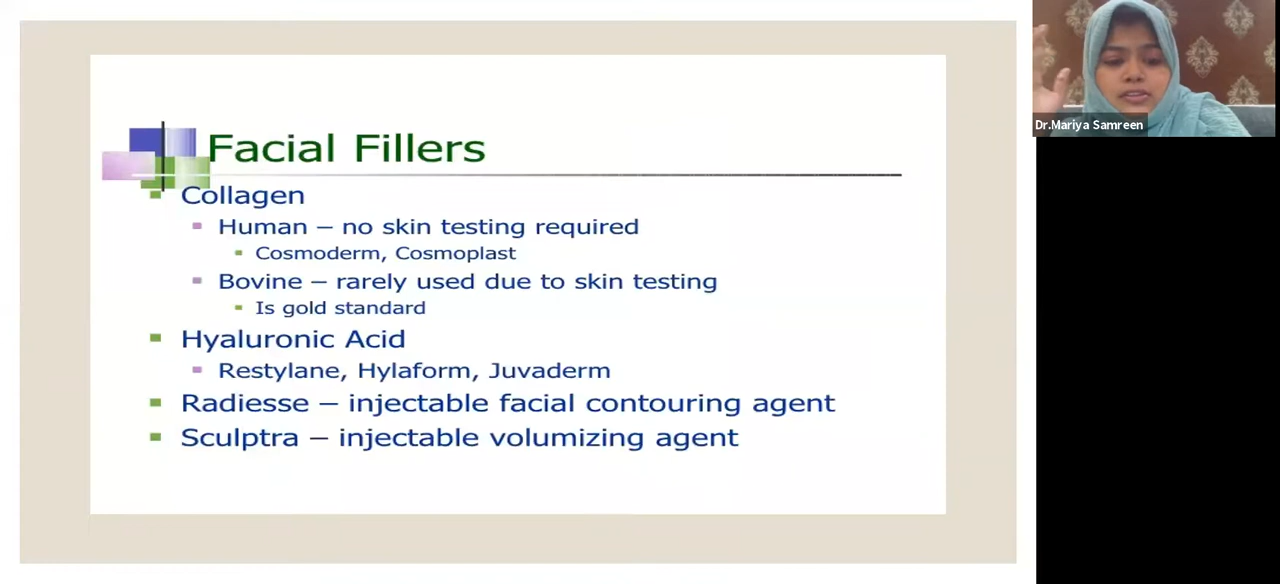 Facial Fillers
Collagen
Human – no skin testing required
Cosmoderm, Cosmoplast
Bovine – rarely used due to skin testing
Is gold standard
Hyaluronic Acid
Restylane, Hylaform, Juvaderm
Radiesse – injectable facial contouring agent
Sculptra – injectable volumizing agent
Dr.Mariya Samreen